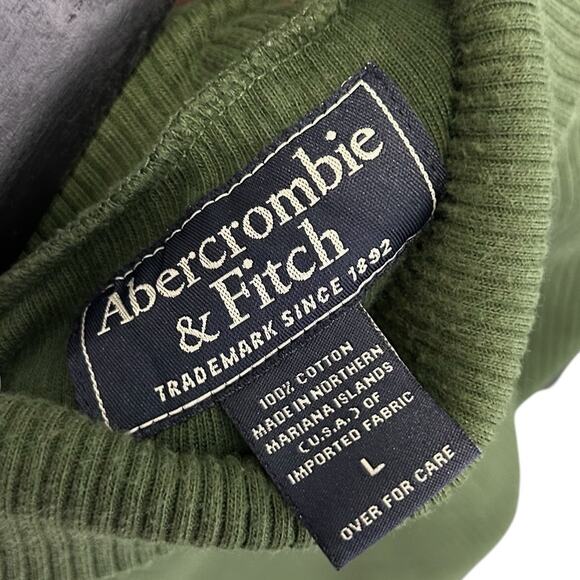 Abercrombie
& Fitch
TRADEMARK SINCE 1892
100% COTTON
MADE IN NORTHERN
MARIANA ISLANDS
(U.S.A.) OF
IMPORTED FABRIC
L
OVER FOR CARE